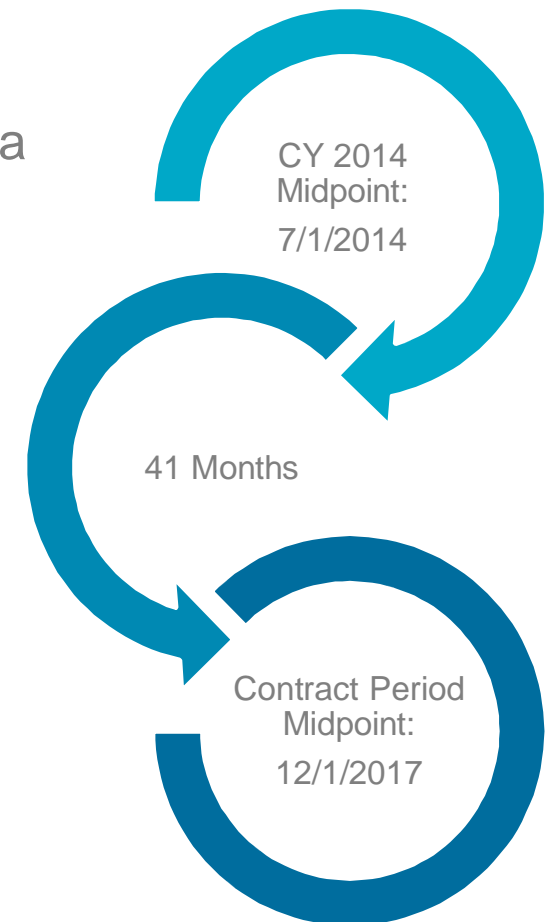 a
CY 2014
Midpoint:
7/1/2014
41 Months
Contract Period
Midpoint:
12/1/2017